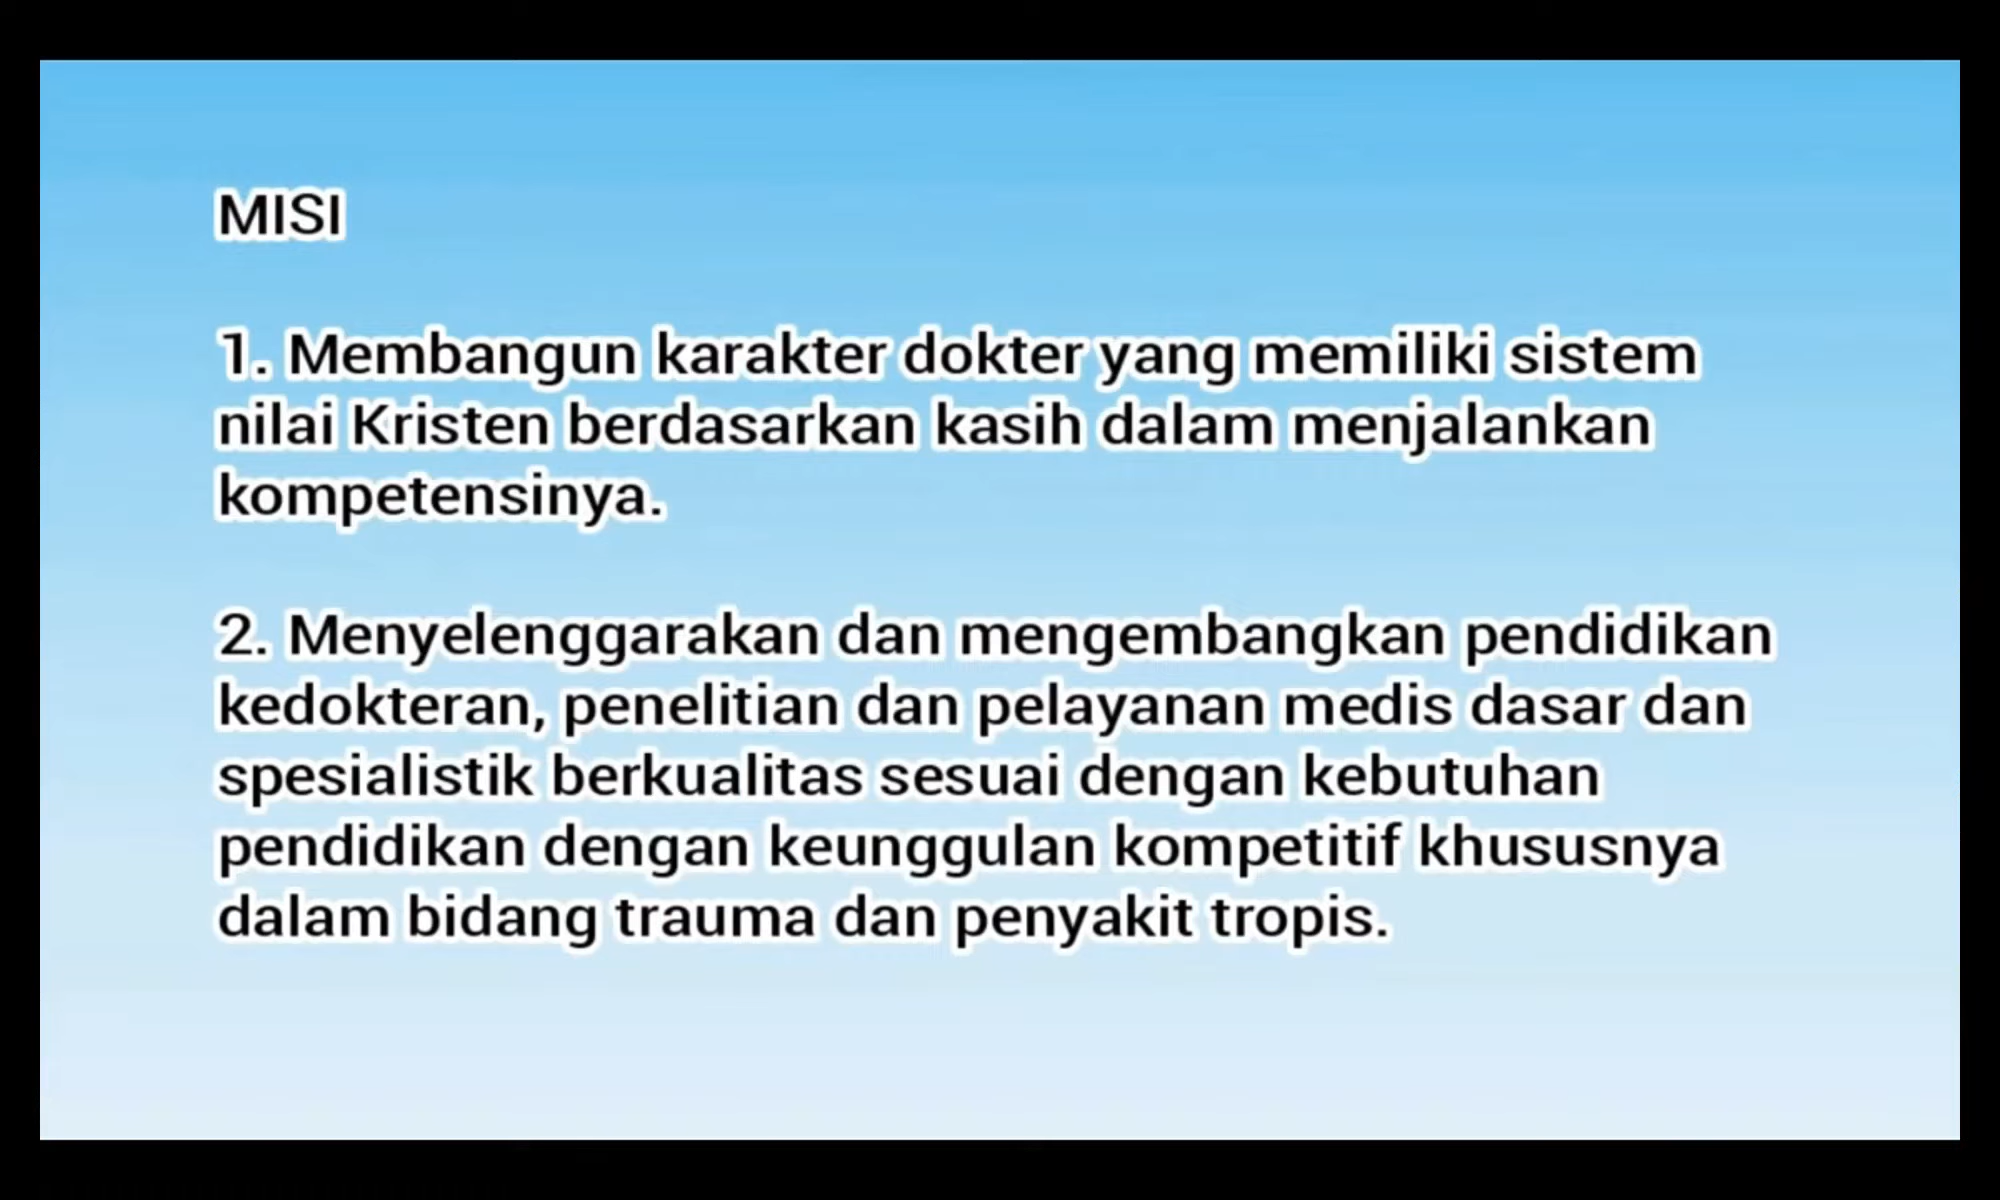 MISI
1. Membangun karakter dokter yang memiliki sistem
nilai Kristen berdasarkan kasih dalam menjalankan
kompetensinya.
2. Menyelenggarakan dan mengembangkan pendidikan
kedokteran, penelitian dan pelayanan medis dasar dan
spesialistik berkualitas sesuai dengan kebutuhan
pendidikan dengan keunggulan kompetitif khususnya
dalam bidang trauma dan penyakit tropis.